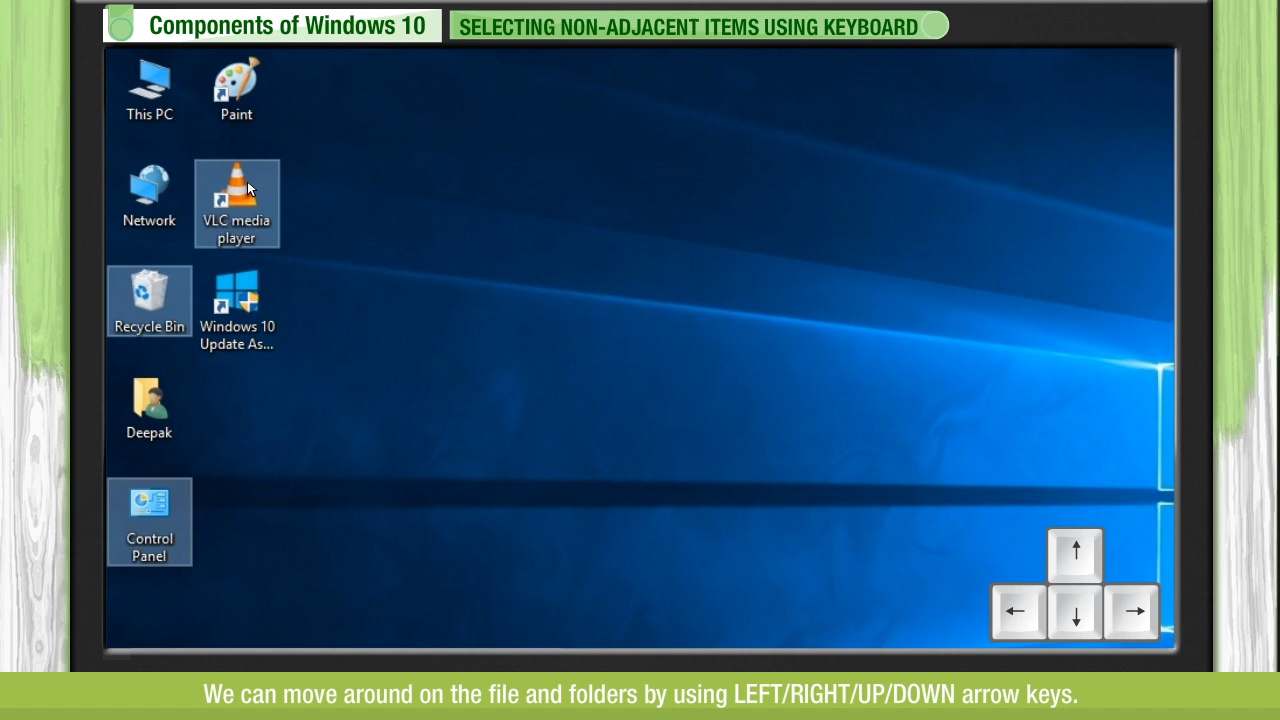 Components of Windows 10
SELECTING NON-ADJACENT ITEMS USING KEYBOARD
This PC
Paint
Network
VLC media
player
Recycle Bin
Windows 10
Update As...
Deepak
Control
Panel
↑
← ↓ →
We can move around on the file and folders by using LEFT/RIGHT/UP/DOWN arrow keys.